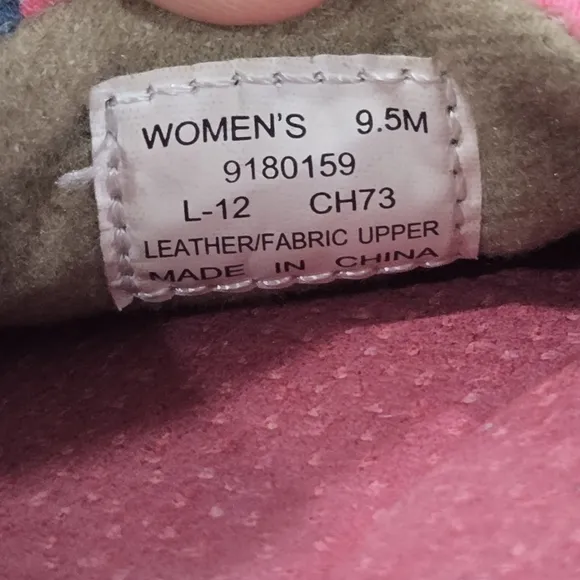 WOMEN'S 9.5M
9180159
L-12 CH73
LEATHER/FABRIC UPPER
MADE IN CHINA